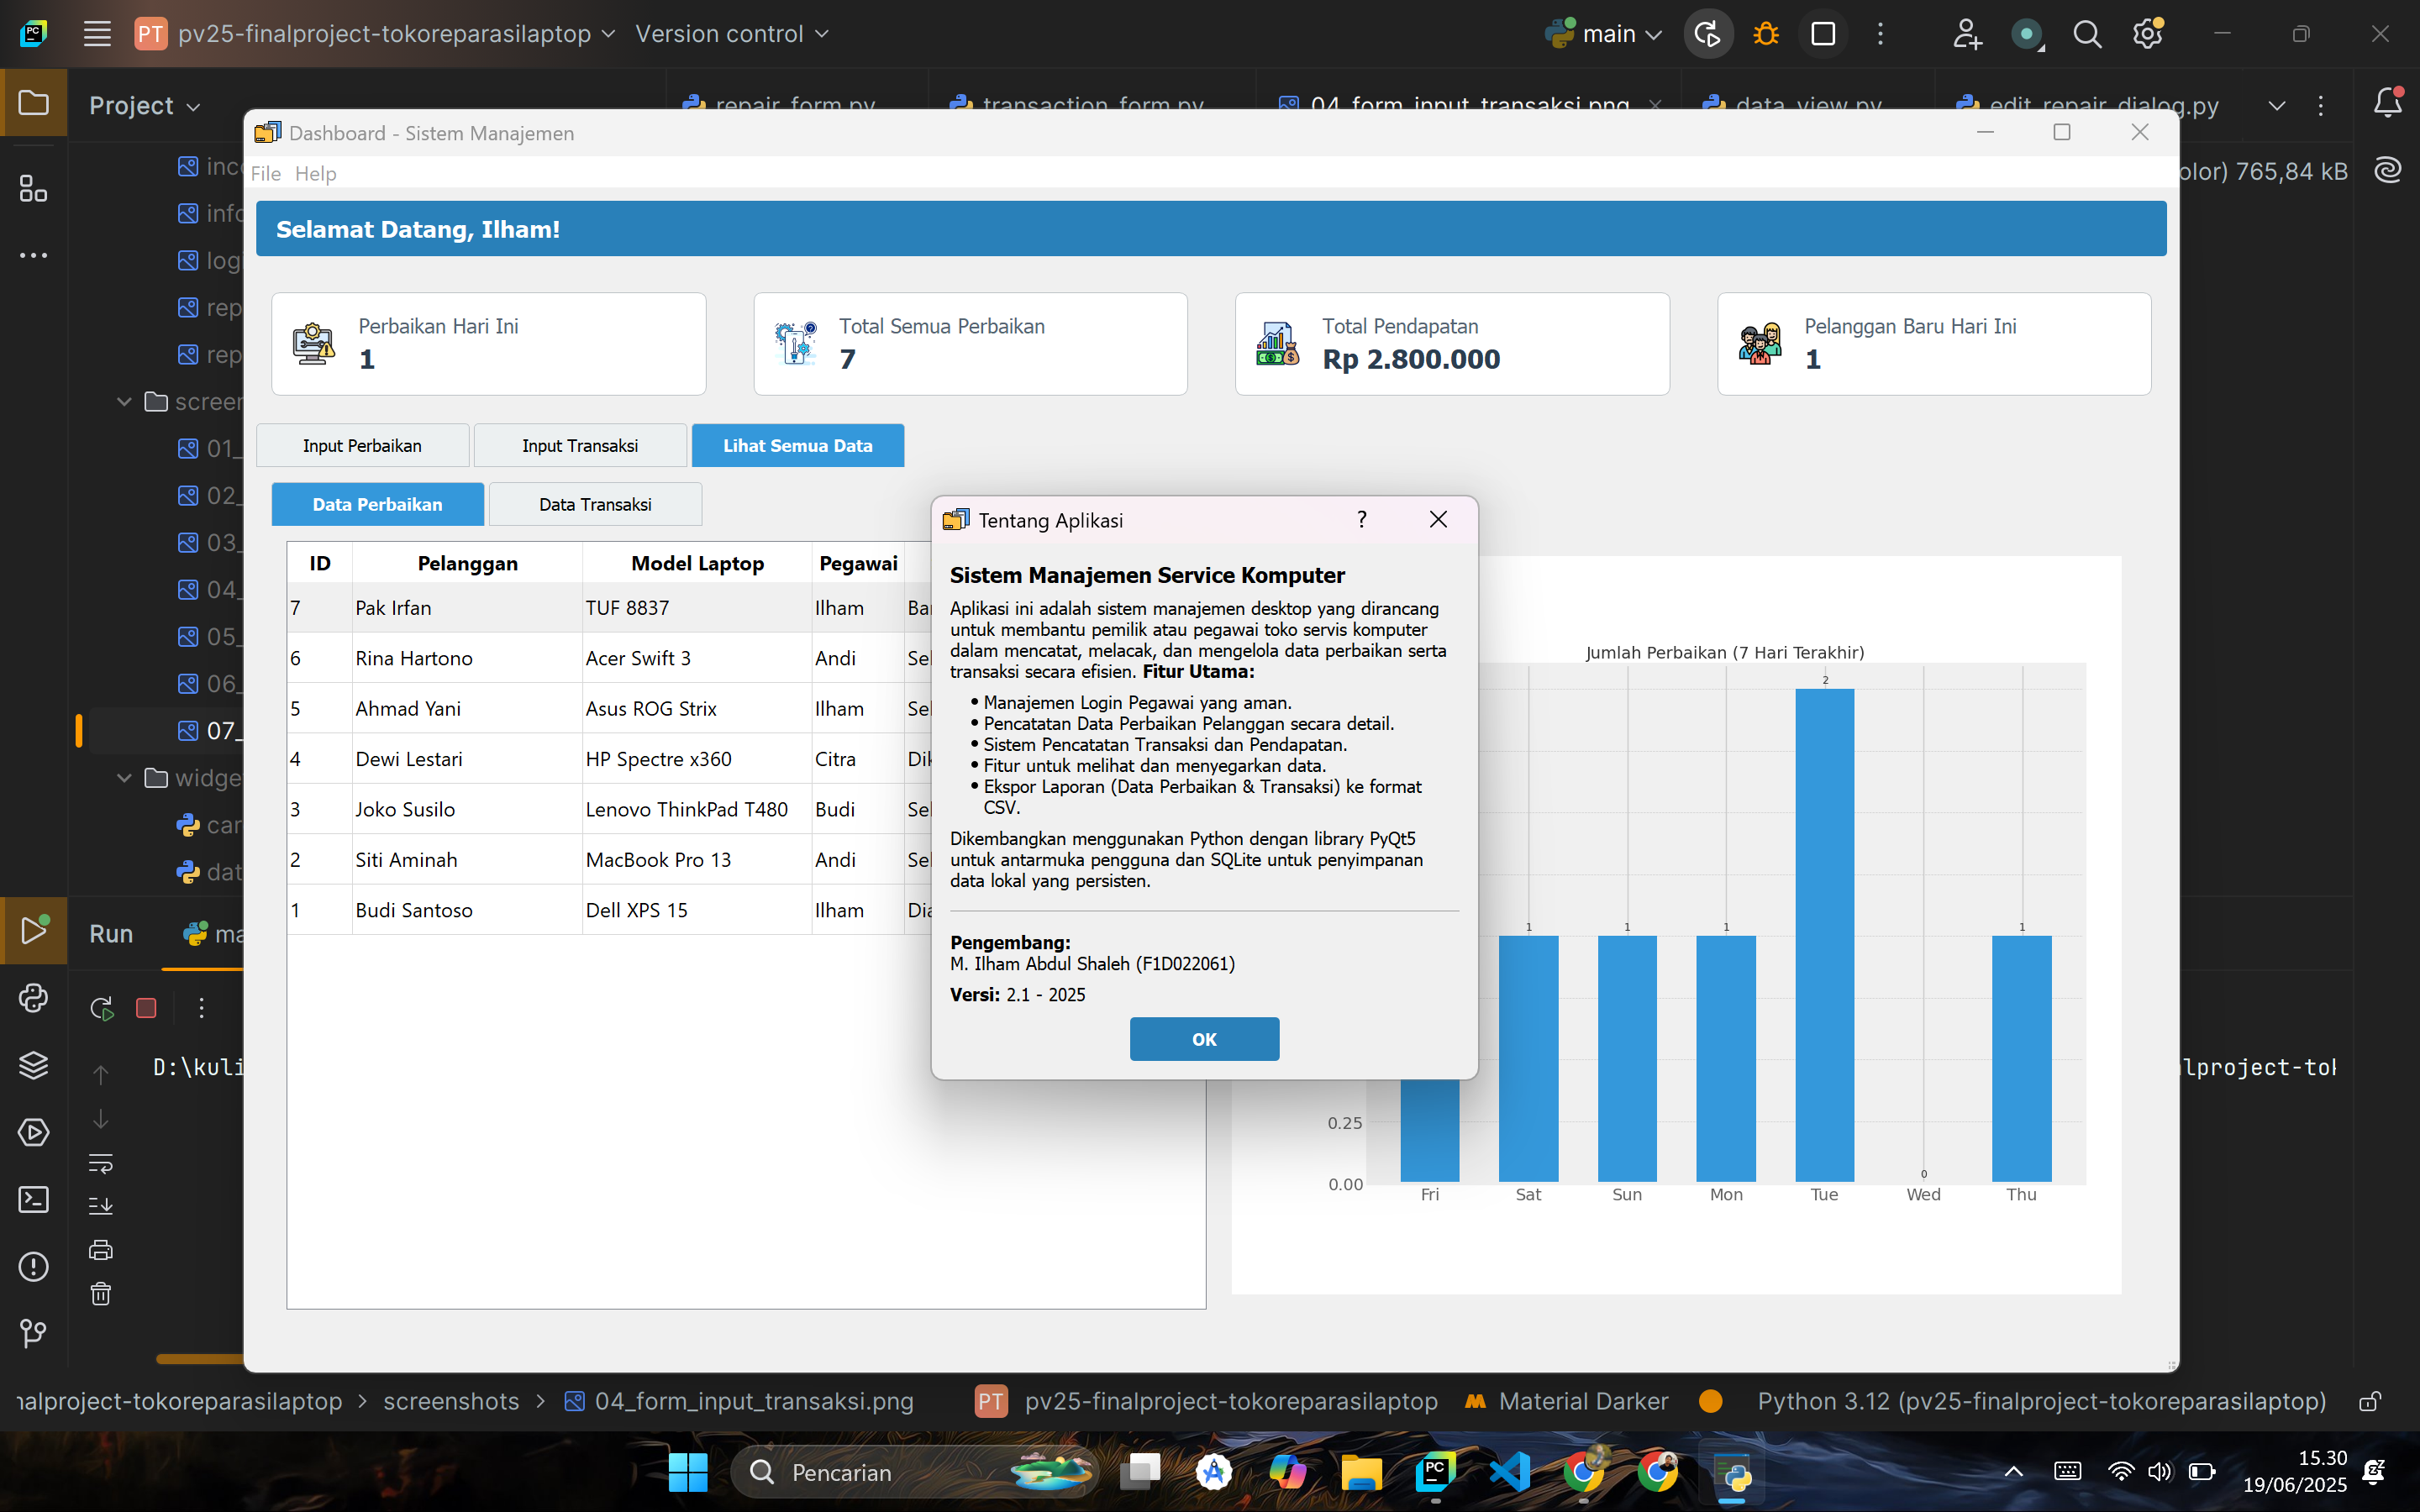 PT pv25-finalproject-tokoreparasilaptop Version control main
Project
repair_form.py
transaction_form.py
04_form_input_transaksi.png
data_view.py
edit_repair_dialog.py
Dashboard - Sistem Manajemen
File Help
olor) 765,84 kB
Selamat Datang, Ilham!
Perbaikan Hari Ini
1
Total Semua Perbaikan
7
Total Pendapatan
Rp 2.800.000
Pelanggan Baru Hari Ini
1
Input Perbaikan
Input Transaksi
Lihat Semua Data
Data Perbaikan
Data Transaksi
ID Pelanggan Model Laptop Pegawai
7 Pak Irfan TUF 8837 Ilham
6 Rina Hartono Acer Swift 3 Andi
5 Ahmad Yani Asus ROG Strix Ilham
4 Dewi Lestari HP Spectre x360 Citra
3 Joko Susilo Lenovo ThinkPad T480 Budi
2 Siti Aminah MacBook Pro 13 Andi
1 Budi Santoso Dell XPS 15 Ilham
Tentang Aplikasi
?
Sistem Manajemen Service Komputer
Aplikasi ini adalah sistem manajemen desktop yang dirancang
untuk membantu pemilik atau pegawai toko servis komputer
dalam mencatat, melacak, dan mengelola data perbaikan serta
transaksi secara efisien. Fitur Utama:
• Manajemen Login Pegawai yang aman.
• Pencatatan Data Perbaikan Pelanggan secara detail.
• Sistem Pencatatan Transaksi dan Pendapatan.
• Fitur untuk melihat dan menyegarkan data.
• Ekspor Laporan (Data Perbaikan & Transaksi) ke format
CSV.
Dikembangkan menggunakan Python dengan library PyQt5
untuk antarmuka pengguna dan SQLite untuk penyimpanan
data lokal yang persisten.
Pengembang:
M. Ilham Abdul Shaleh (F1D022061)
Versi: 2.1 - 2025
OK
Jumlah Perbaikan (7 Hari Terakhir)
2
1 1 1 1
0
0.25
0.00
Fri Sat Sun Mon Tue Wed Thu
inc
info
log
rep
rep
screen
01_
02_
03_
04_
05_
06_
07_
widge
car
dat
Run
ma
D:\kuli
lproject-tok
nalproject-tokoreparasilaptop > screenshots > 04_form_input_transaksi.png
PT pv25-finalproject-tokoreparasilaptop Material Darker Python 3.12 (pv25-finalproject-tokoreparasilaptop)
Pencarian
15.30
19/06/2025